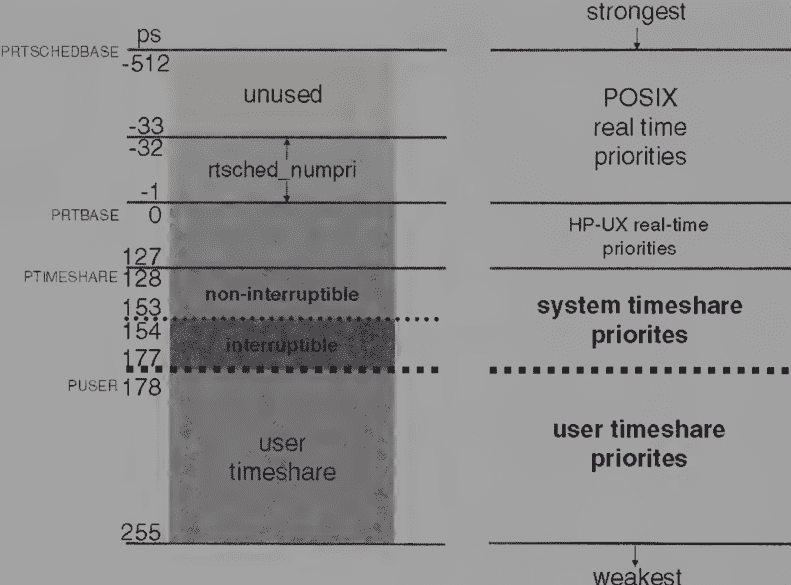 ps
PRTSCHEDBASE
-512
unused
-33
-32
rtsched_numpri
-1
PRTBASE
0
127
PTIMESHARE
128
non-interruptible
153
154
interruptible
177
PUSER
178
user
timeshare
255
strongest
POSIX
real time
priorities
HP-UX real-time
priorities
system timeshare
priorites
user timeshare
priorites
weakest